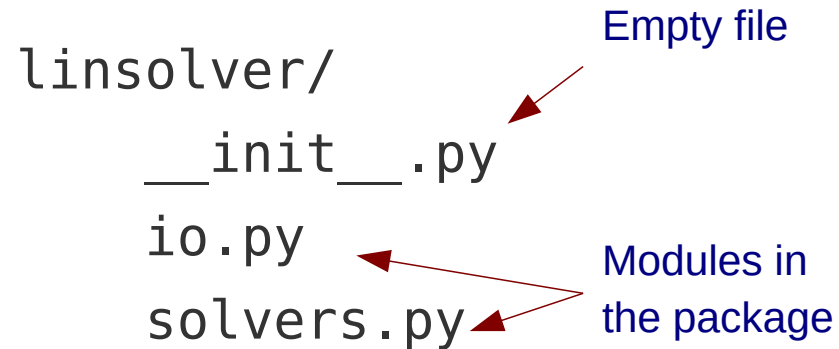 Empty file
linsolver/
__init__.py
io.py
Modules in
the package
solvers.py